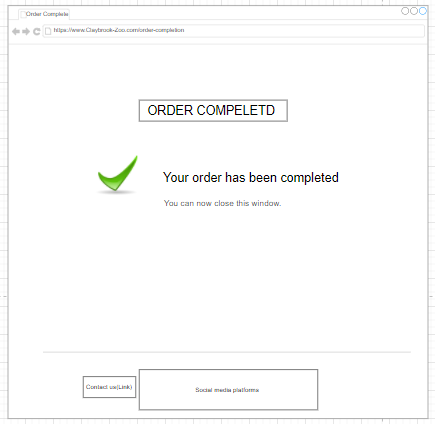 Order Complete
https://www.Claybrook-Zoo.com/order-completion
ORDER COMPELETD
Your order has been completed
You can now close this window.
Contact us(Link)
Social media platforms